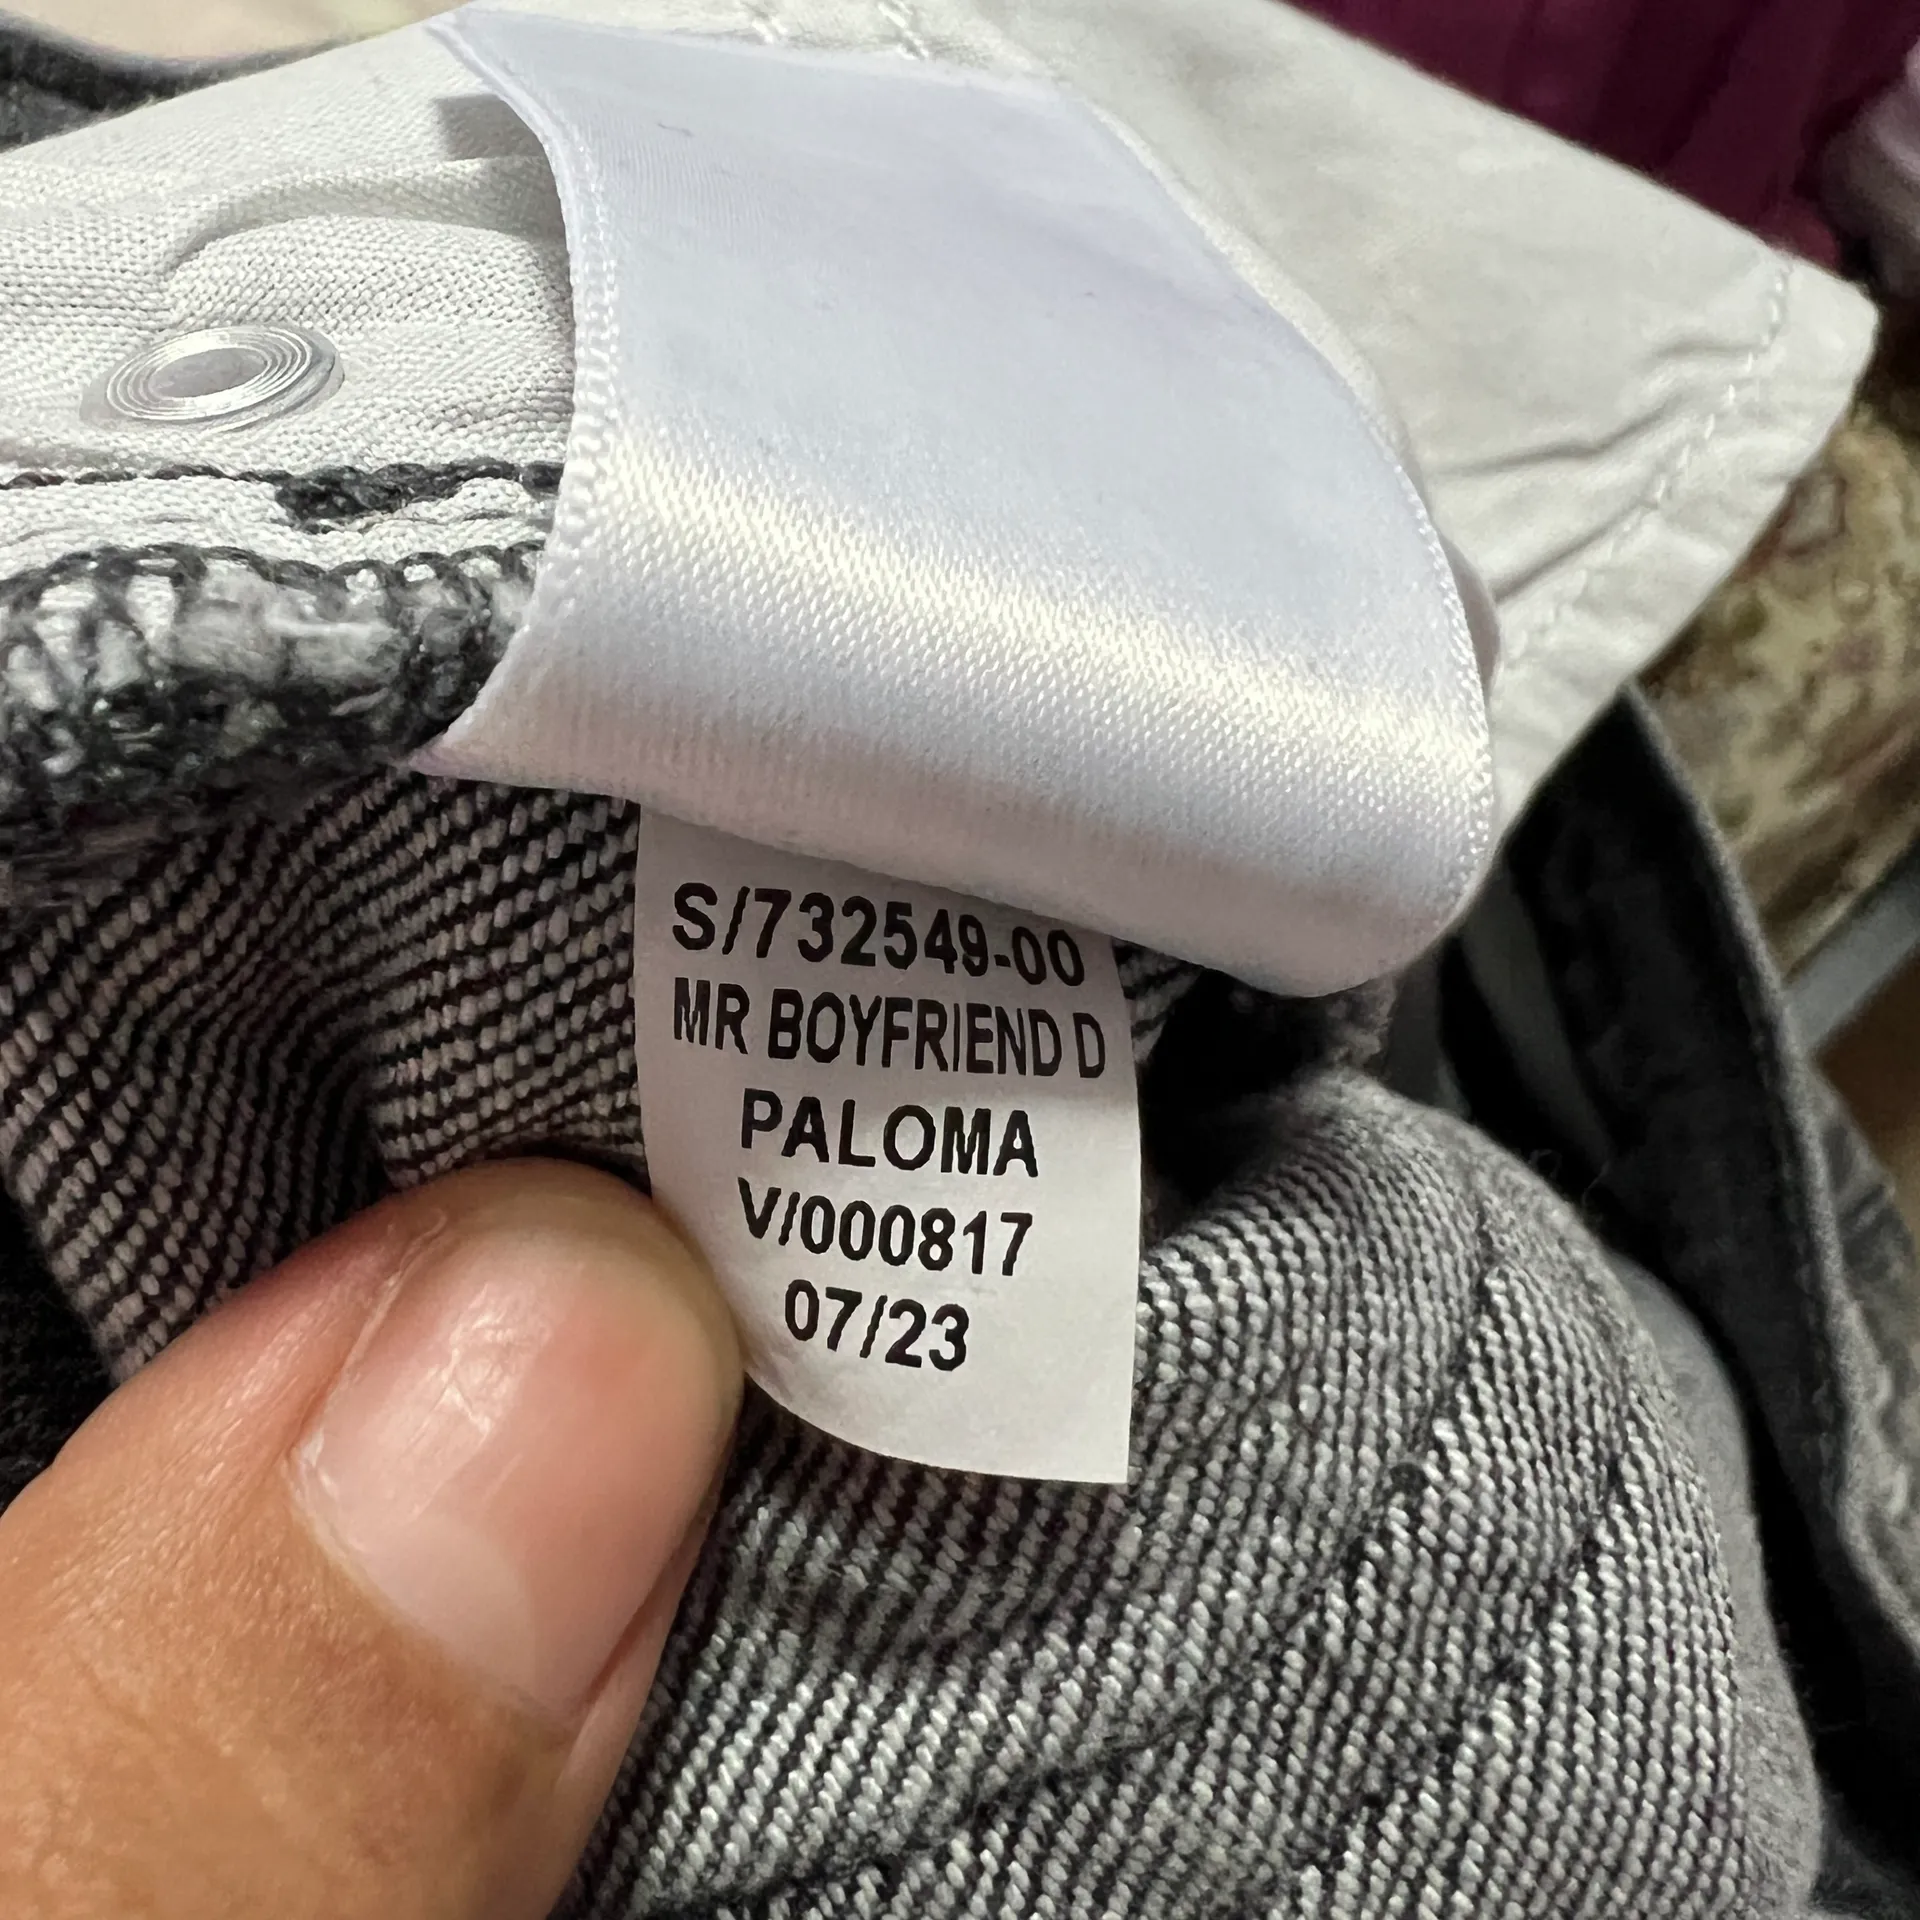 S/732549-00
MR BOYFRIEND D
PALOMA
V/000817
07/23